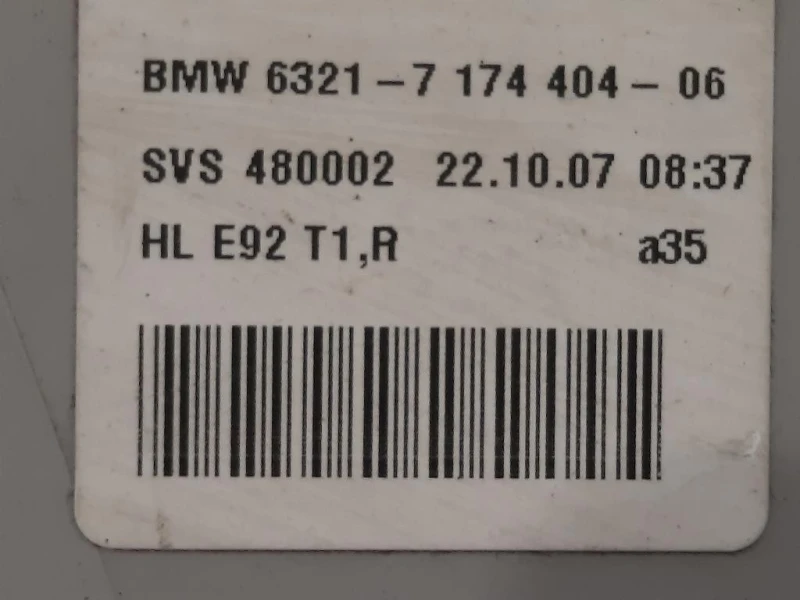 BMW 6321-7 174 404-06
SVS 480002 22.10.07 08:37
HL E92 T1,R a35